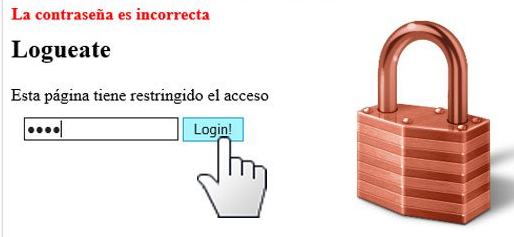 La contraseña es incorrecta
Logueate
Esta página tiene restringido el acceso
●●●●
Login!